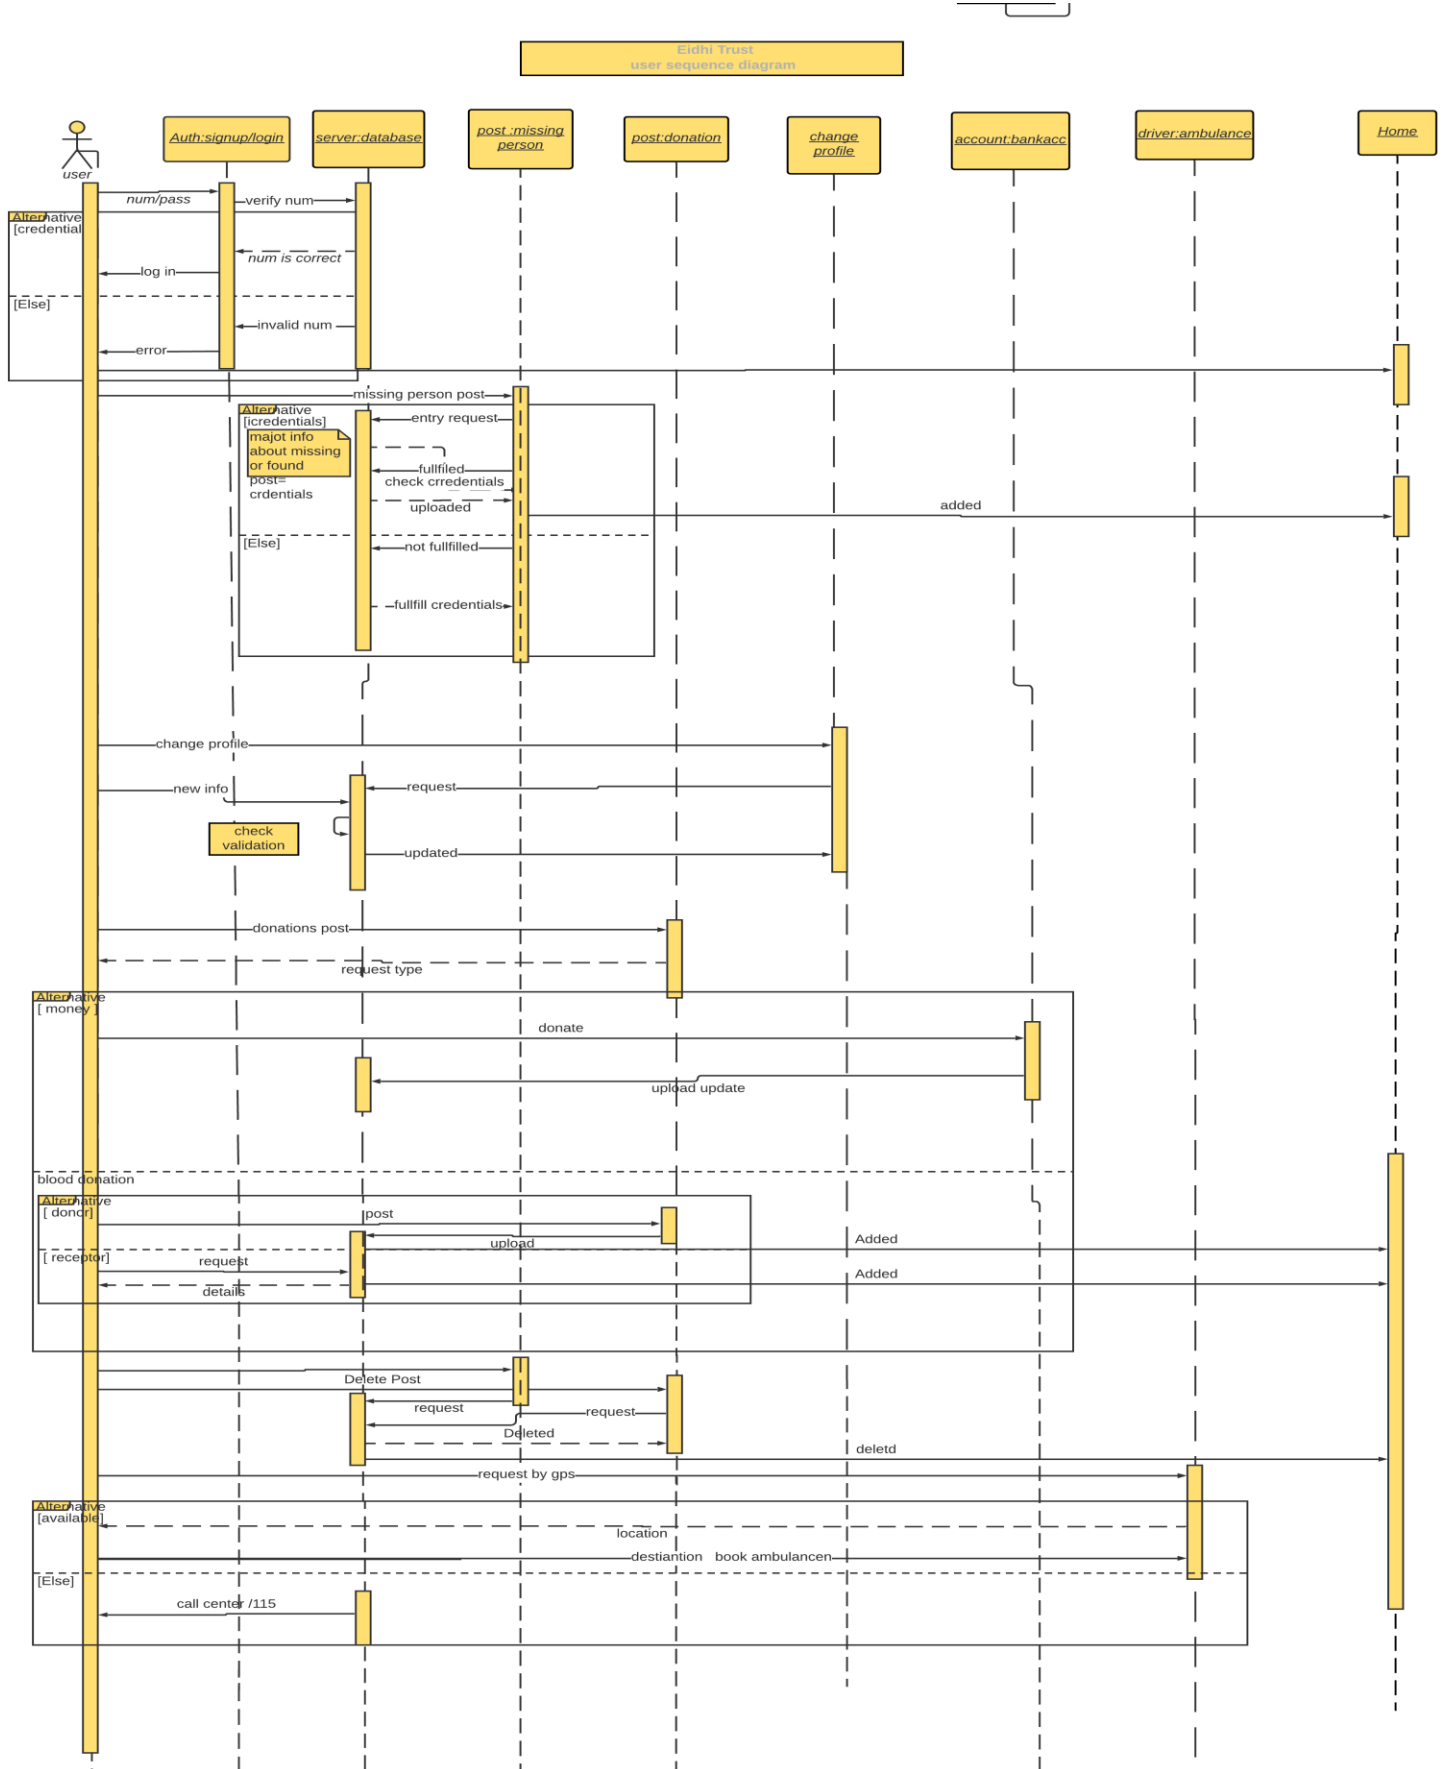 Eidhi Trust
user sequence diagram
user
Auth:signup/login
server:database
post :missing
person
post:donation
change
profile
account:bankacc
driver:ambulance
Home
num/pass
verify num
Alternative
[credential
num is correct
log in
[Else]
invalid num
error
missing person post
Alternative
[icredentials]
entry request
majot info
about missing
or found
post=
crdentials
fullfiled
check crredentials
uploaded
added
[Else]
not fullfilled
fullfill credentials
change profile
new info
request
check
validation
updated
donations post
request type
Alternative
[ money ]
donate
upload update
blood donation
Alternative
[ donor]
post
upload
Added
[ receptor]
request
details
Added
Delete Post
request
request
Deleted
deletd
request by gps
Alternative
[available]
location
destiantion book ambulancen
[Else]
call center /115